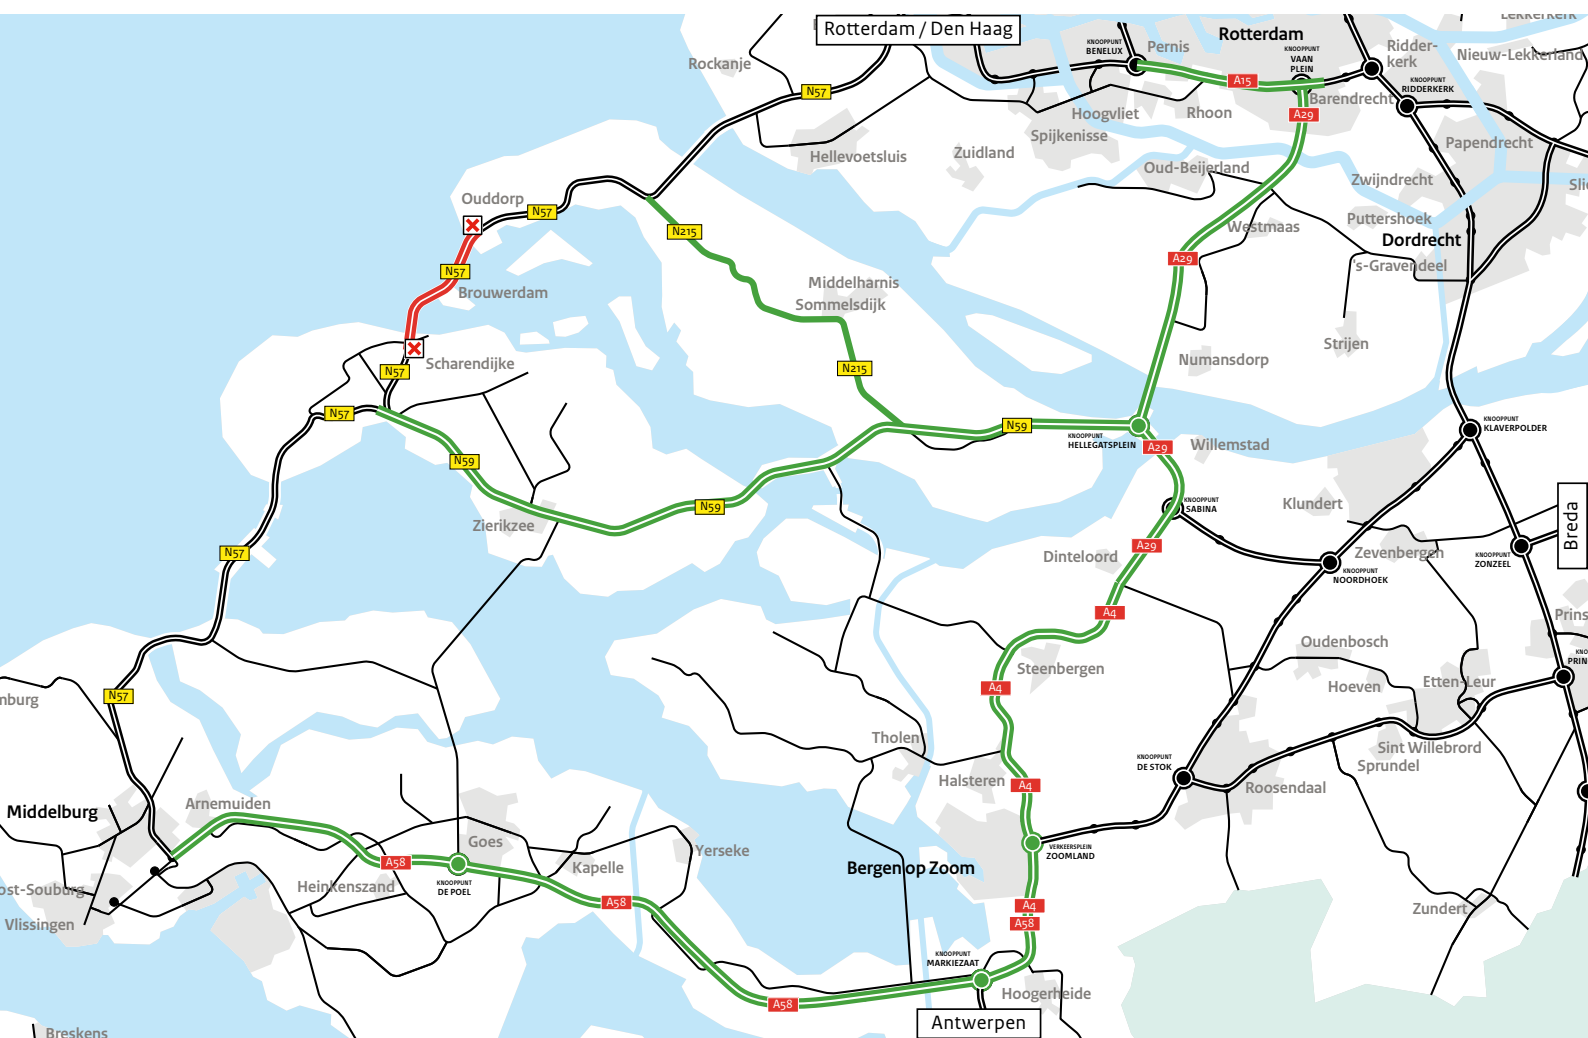 Rotterdam / Den Haag
Lekkerkerk
Rotterdam
KNOOPPUNT
BENELUX
Pernis
KNOOPPUNT
VAAN
PLEIN
Ridder-
kerk
Nieuw-Lekkerland
Rockanje
A15
KNOOPPUNT
RIDDERKERK
N57
Barendrecht
Hoogvliet
Rhoon
A29
Spijkenisse
Papendrecht
Hellevoetsluis
Zuidland
Oud-Beijerland
Zwijndrecht
Ouddorp
N57
Puttershoek
N215
Westmaas
Dordrecht
A29
's-Gravendeel
N57
Brouwerdam
Middelharnis
Sommelsdijk
Strijen
Scharendijke
N57
N215
Numansdorp
N57
N59
KNOOPPUNT
HELLEGATSPLEIN
A29
Willemstad
KNOOPPUNT
KLAVERPOLDER
N59
N59
KNOOPPUNT
SABINA
Klundert
Breda
Zierikzee
N57
Dinteloord
A29
Zevenbergen
KNOOPPUNT
ZONZEEL
KNOOPPUNT
NOORDHOEK
A4
Oudenbosch
Steenbergen
A4
Hoeven
Etten-Leur
N57
Tholen
Sint Willebrord
KNOOPPUNT
DE STOK
Sprundel
Halsteren
A4
Roosendaal
Middelburg
Arnemuiden
Goes
Yerseke
VERKEERSPLEIN
ZOOMLAND
A58
Kapelle
Bergen op Zoom
KNOOPPUNT
DE POEL
Heinkenszand
A58
A4
A58
Zundert
Vlissingen
KNOOPPUNT
MARKIEZAAT
A58
Hoogerheide
Antwerpen
Breskens